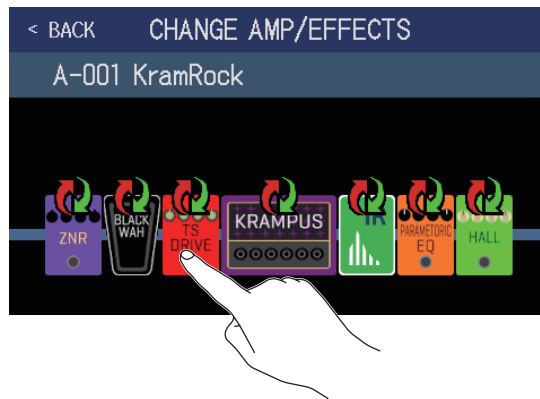 < BACK CHANGE AMP/EFFECTS
A-001 KramRock
ZNR
BLACK
WAH
TS
DRIVE
KRAMPUS
IR
PARAMETORIC
EQ
HALL